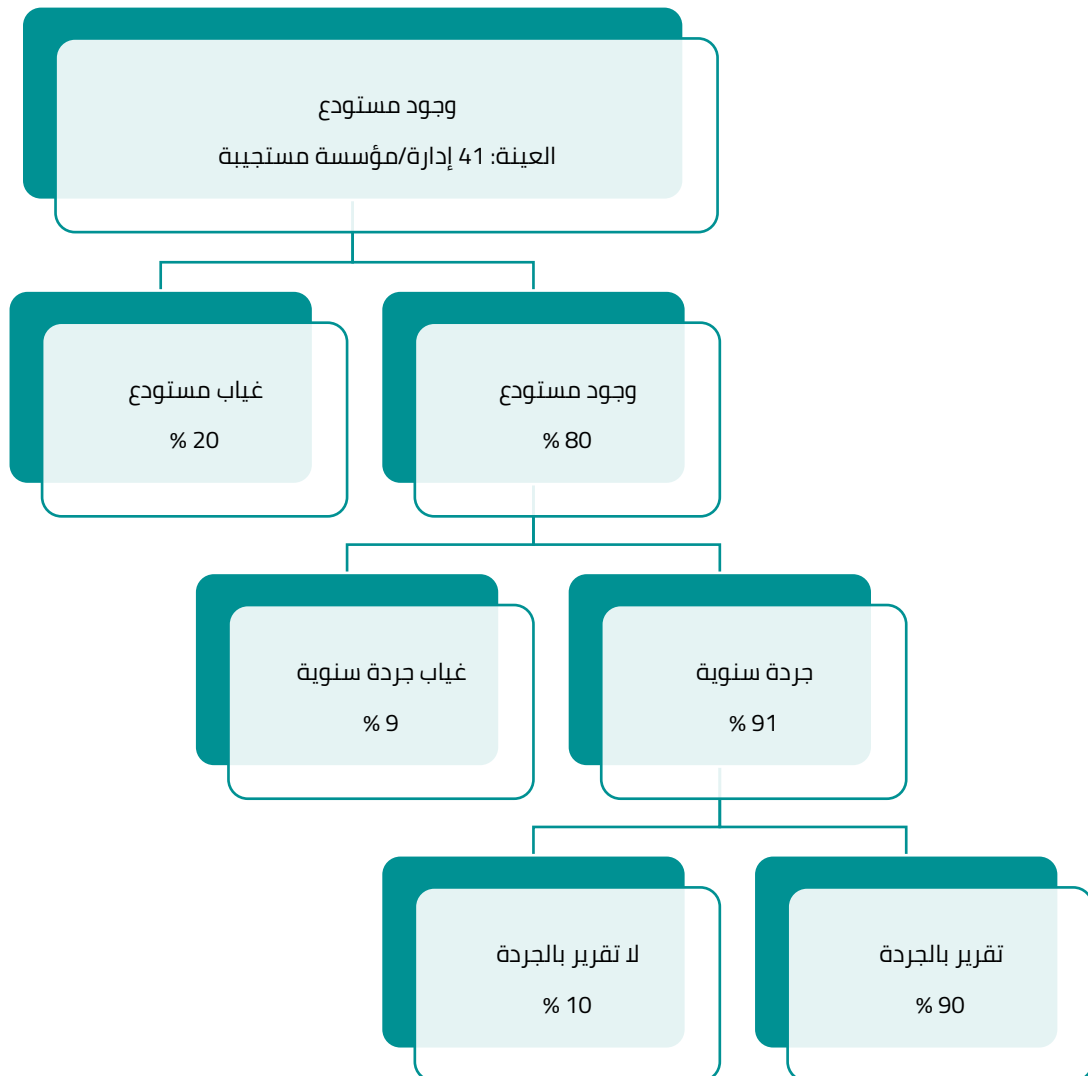 وجود مستودع
العينة: 41 إدارة/مؤسسة مستجيبة
وجود مستودع
80 %
غياب مستودع
20 %
جردة سنوية
91 %
غياب جردة سنوية
9 %
تقرير بالجردة
90 %
لا تقرير بالجردة
10 %